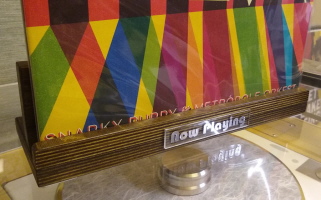 SNARKY PUPPY & METROPOLE ORKEST
Now Playing